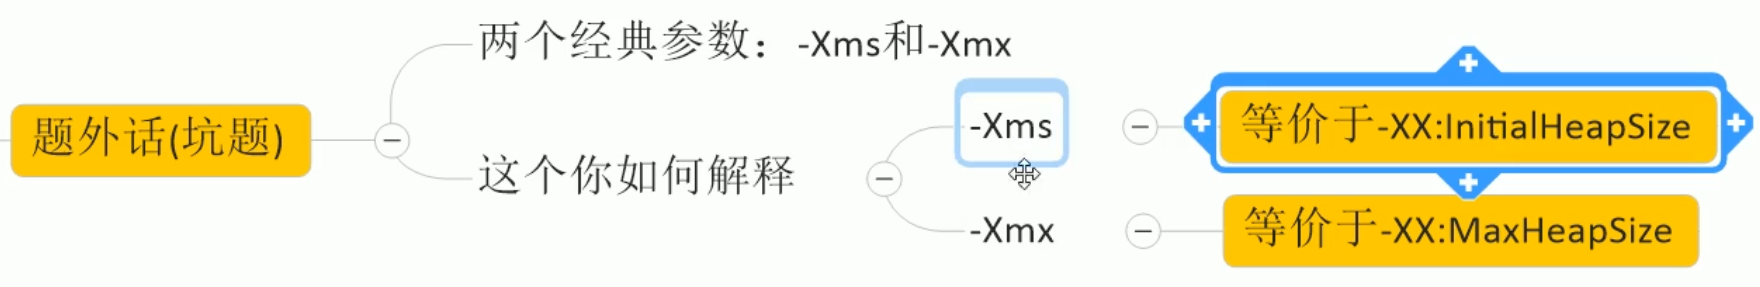 两个经典参数：-Xms和-Xmx
题外话(坑题)
这个你如何解释
-Xms
等价于-XX:InitialHeapSize
-Xmx
等价于-XX:MaxHeapSize